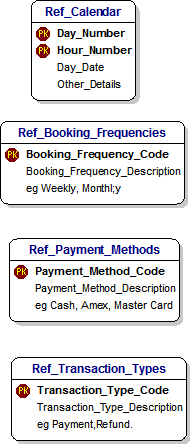 Ref_Calendar
PK Day_Number
PK Hour_Number
Day_Date
Other_Details
Ref_Booking_Frequencies
PK Booking_Frequency_Code
Booking_Frequency_Description
eg Weekly, Monthl;y
Ref_Payment_Methods
PK Payment_Method_Code
Payment_Method_Description
eg Cash, Amex, Master Card
Ref_Transaction_Types
PK Transaction_Type_Code
Transaction_Type_Description
eg Payment,Refund.